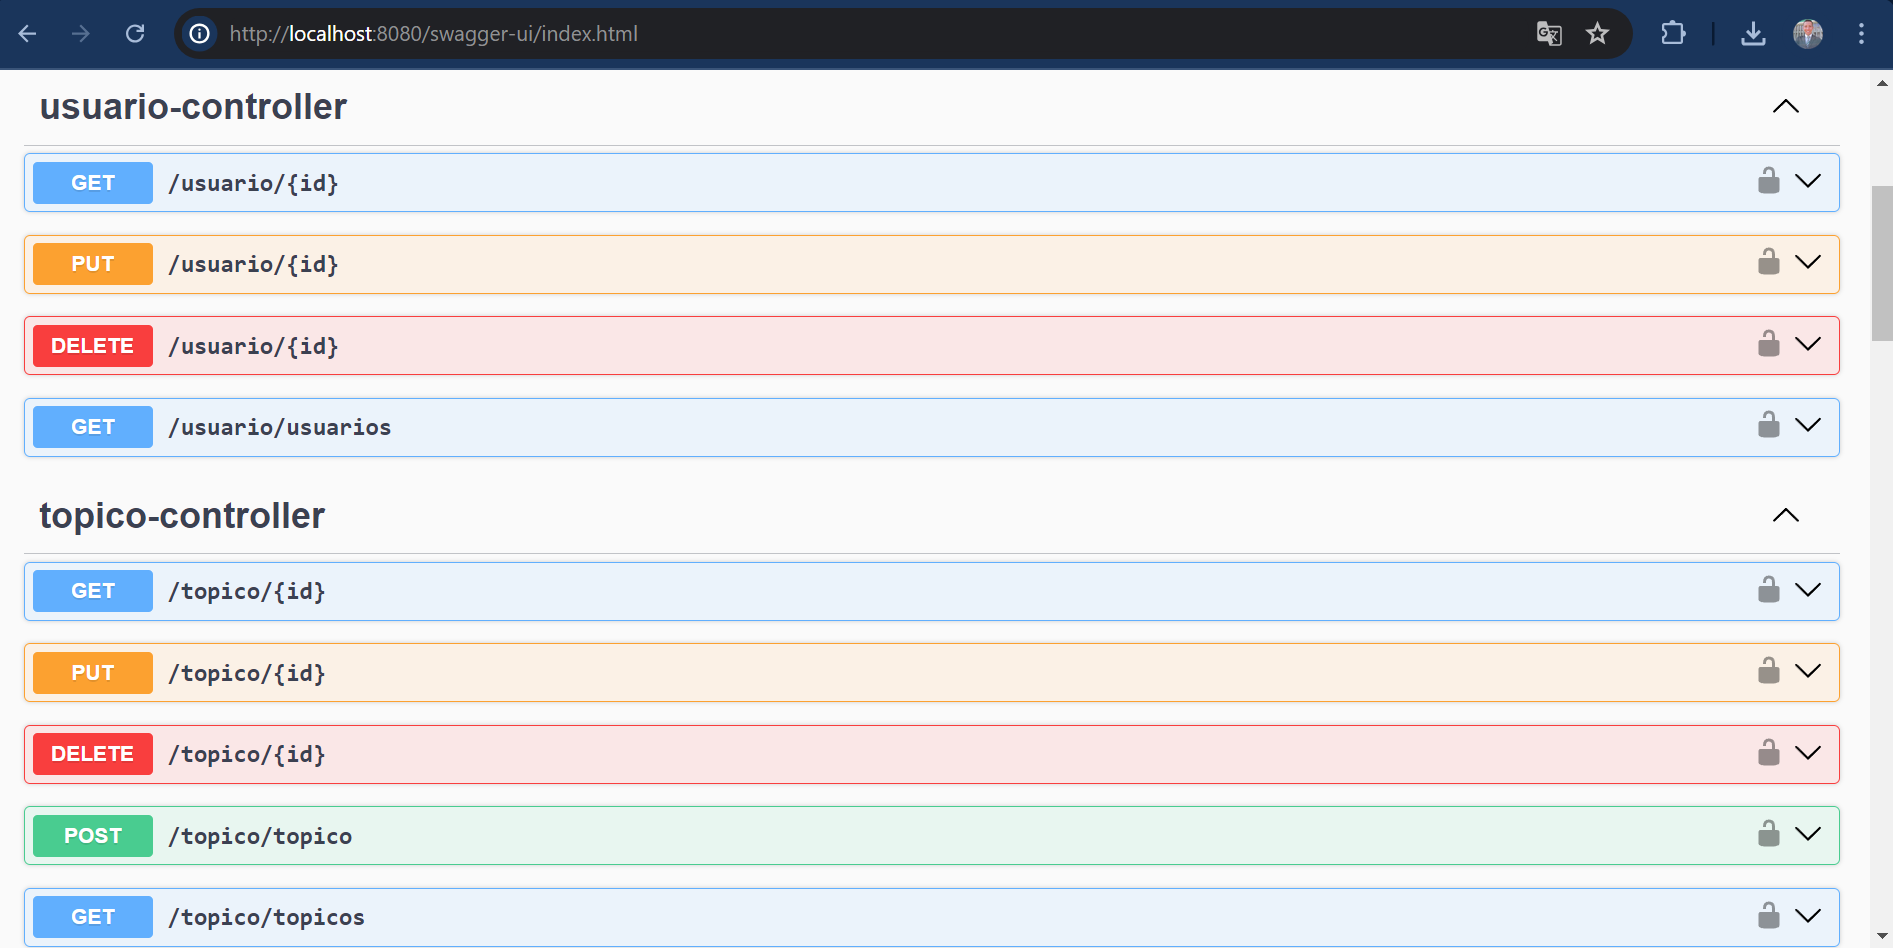 http://localhost:8080/swagger-ui/index.html
usuario-controller
GET /usuario/{id}
PUT /usuario/{id}
DELETE /usuario/{id}
GET /usuario/usuarios
topico-controller
GET /topico/{id}
PUT /topico/{id}
DELETE /topico/{id}
POST /topico/topico
GET /topico/topicos